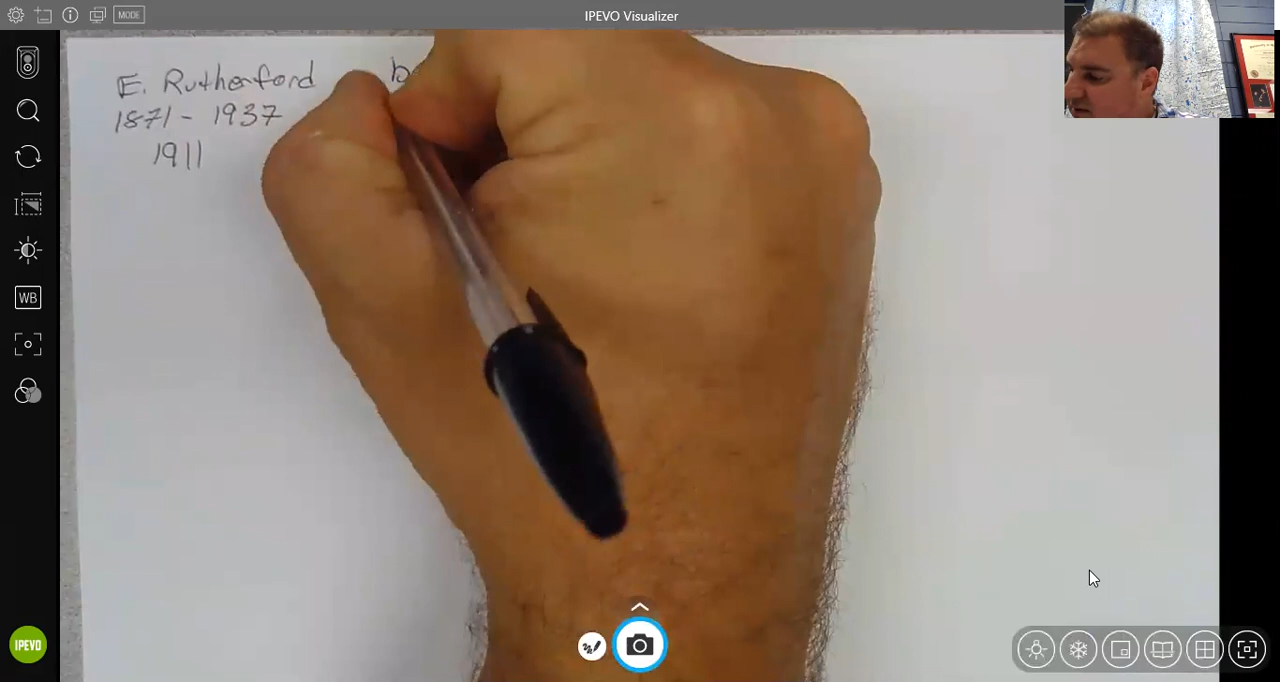 MODE
IPEVO Visualizer
E. Rutherford
1871 - 1937
1911
WB
IPEVO